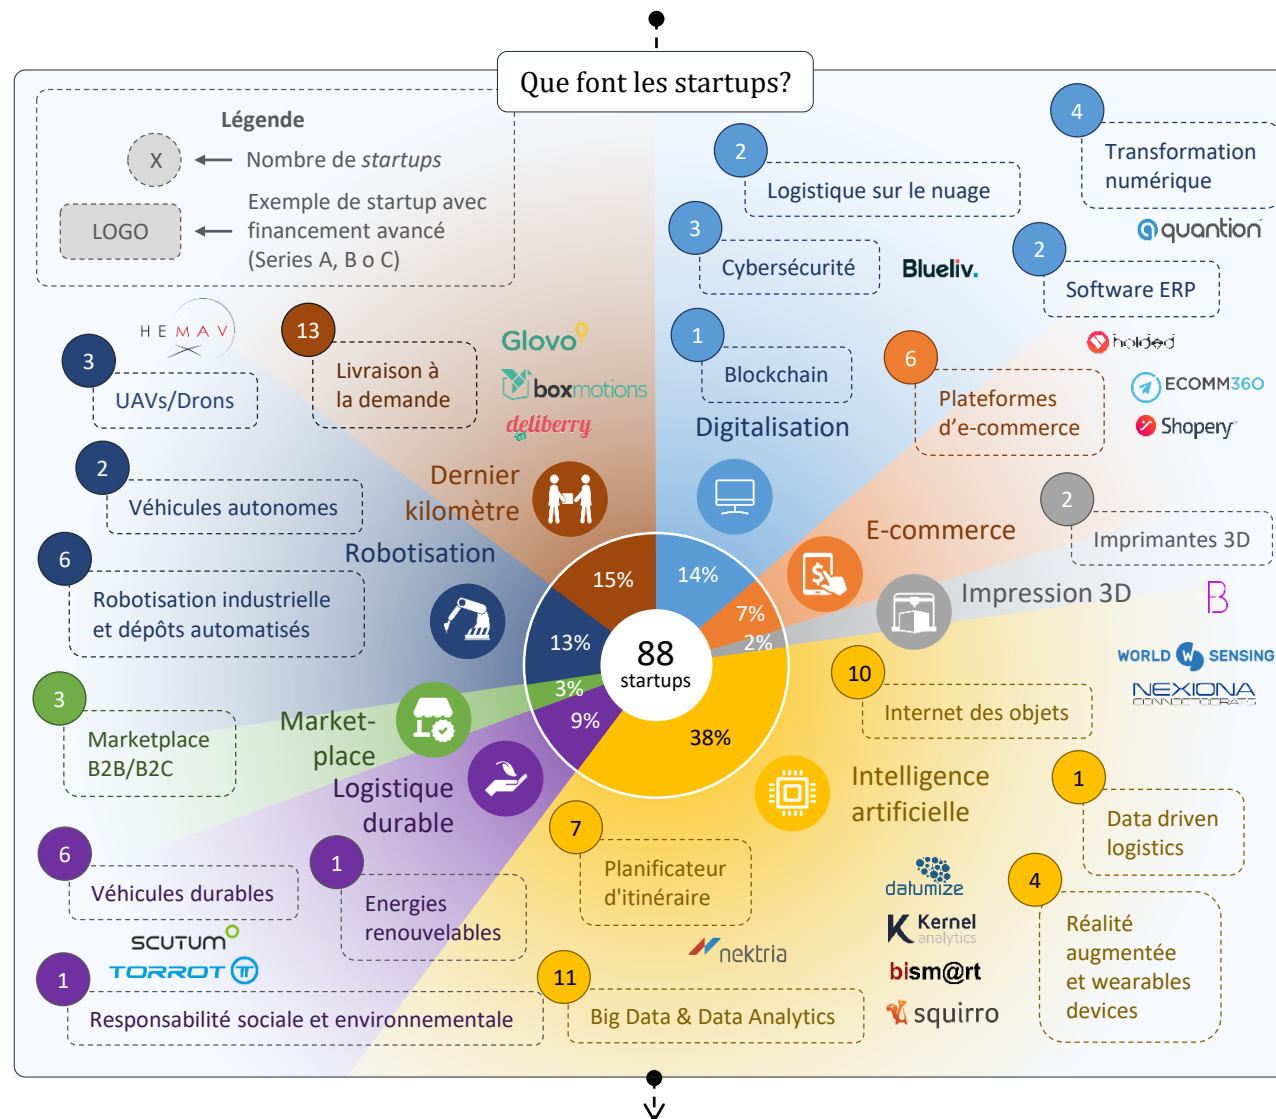 Que font les startups?
Légende
X
Nombre de startups
LOGO
Exemple de startup avec
financement avancé
(Series A, B o C)
2
Logistique sur le nuage
4
Transformation
numérique
quantion
3
Cybersécurité
Blueliv.
2
Software ERP
holded
1
Blockchain
Digitalisation
6
Plateformes
d'e-commerce
ECOMM360
Shopery
E-commerce
2
Imprimantes 3D
Impression 3D
B
HEMAV
3
UAVs/Drons
13
Livraison à
la demande
Glovo
boxmotions
deliberry
Dernier
kilomètre
2
Véhicules autonomes
Robotisation
6
Robotisation industrielle
et dépôts automatisés
15%
14%
7%
2%
13%
3%
9%
38%
88
startups
WORLD SENSING
NEXIONA
CONNECTOCRATS
10
Internet des objets
3
Marketplace
B2B/B2C
Market-
place
Logistique
durable
Intelligence
artificielle
1
Data driven
logistics
6
Véhicules durables
SCUTUM
TORROT
1
Energies
renouvelables
7
Planificateur
d'itinéraire
nektria
datumize
Kernel
analytics
bism@rt
squirro
4
Réalité
augmentée
et wearables
devices
1
Responsabilité sociale et environnementale
11
Big Data & Data Analytics